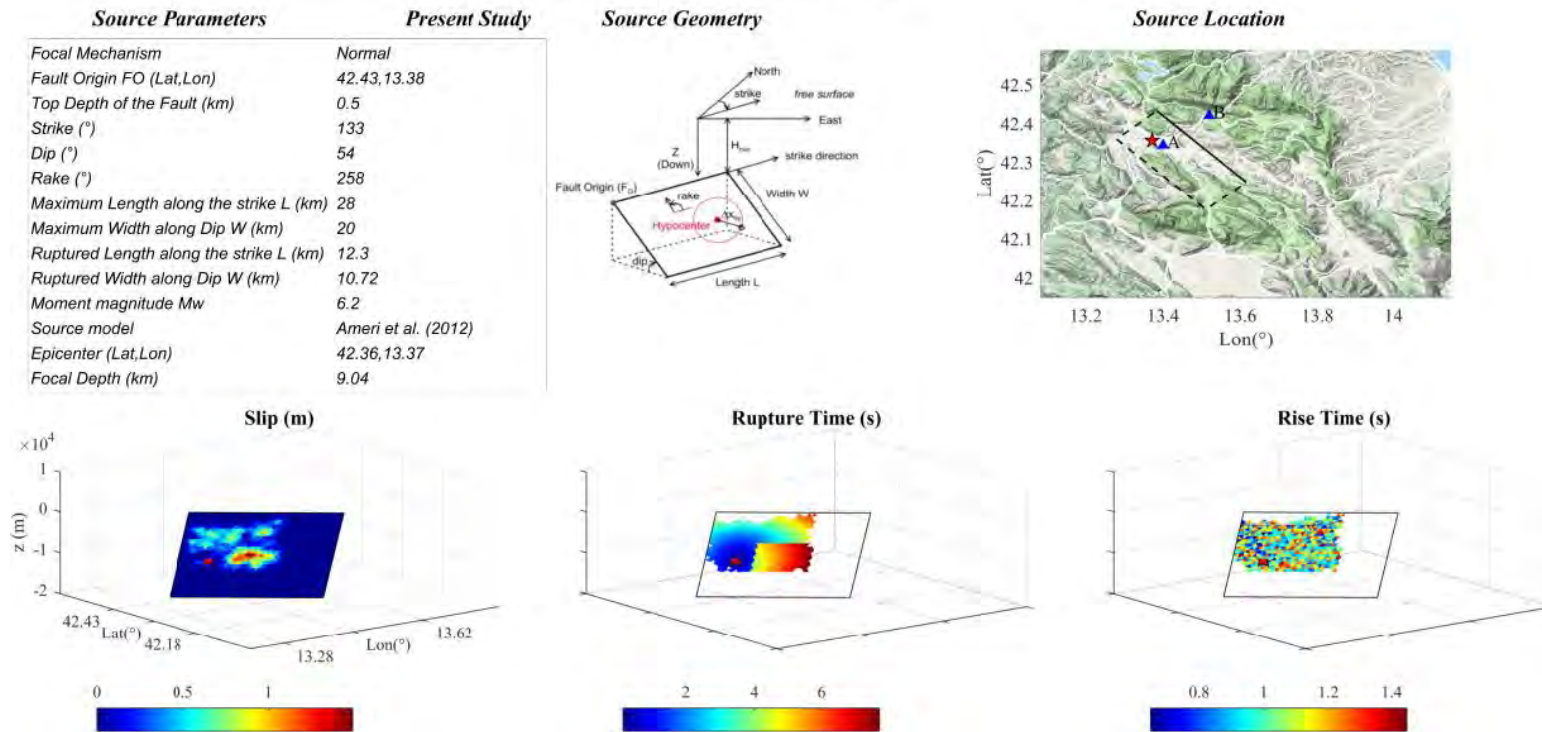 Source Parameters Present Study
Focal Mechanism Normal
Fault Origin FO (Lat,Lon) 42.43,13.38
Top Depth of the Fault (km) 0.5
Strike (°) 133
Dip (°) 54
Rake (°) 258
Maximum Length along the strike L (km) 28
Maximum Width along Dip W (km) 20
Ruptured Length along the strike L (km) 12.3
Ruptured Width along Dip W (km) 10.72
Moment magnitude Mw 6.2
Source model Ameri et al. (2012)
Epicenter (Lat,Lon) 42.36,13.37
Focal Depth (km) 9.04
Source Geometry
North
strike
free surface
East
Z
(Down)
strike direction
Fault Origin (F
rake
Width W
Hypocenter
dip
Length L
Source Location
42.5
42.4
42.3
42.2
42.1
42
Lat(°)
B
A
13.2 13.4 13.6 13.8 14
Lon(°)
Slip (m)
×10⁴
1
0
-1
-2
z (m)
42.43
Lat(°)
42.18
13.28
Lon(°)
13.62
0 0.5 1
Rupture Time (s)
2 4 6
Rise Time (s)
0.8 1 1.2 1.4